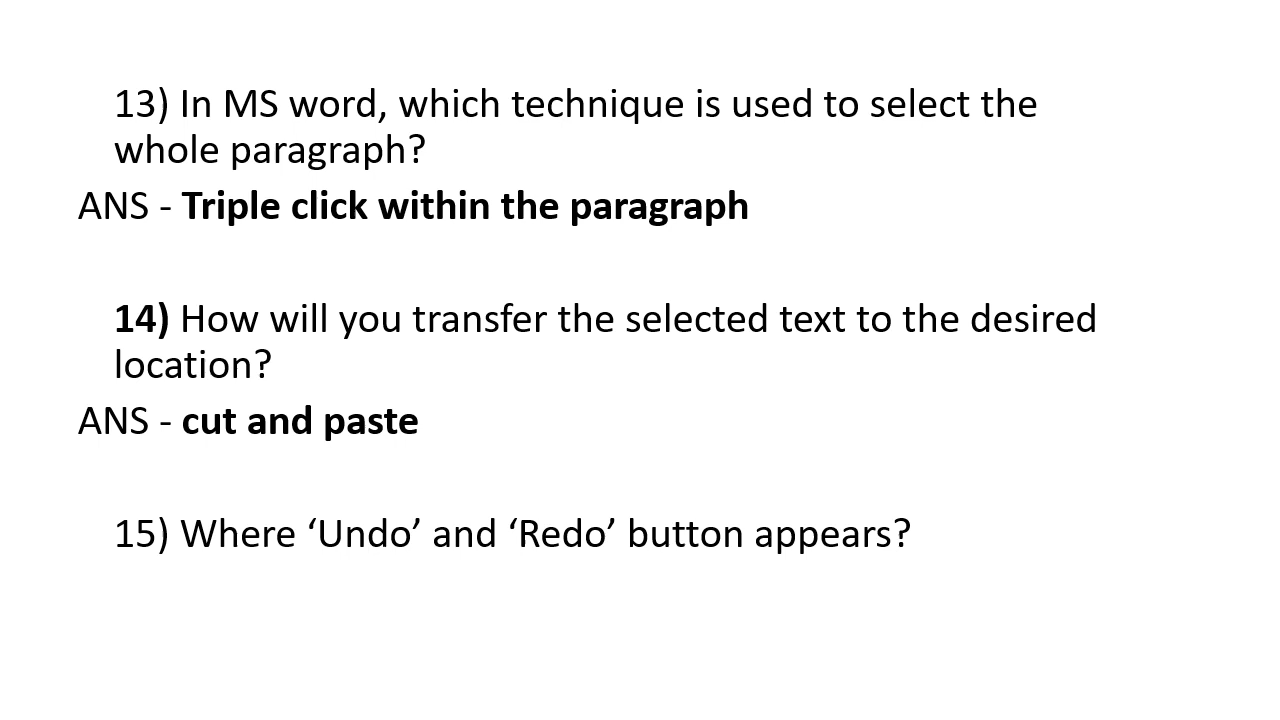 13) In MS word, which technique is used to select the
whole paragraph?
ANS - Triple click within the paragraph
14) How will you transfer the selected text to the desired
location?
ANS - cut and paste
15) Where ‘Undo’ and ‘Redo’ button appears?